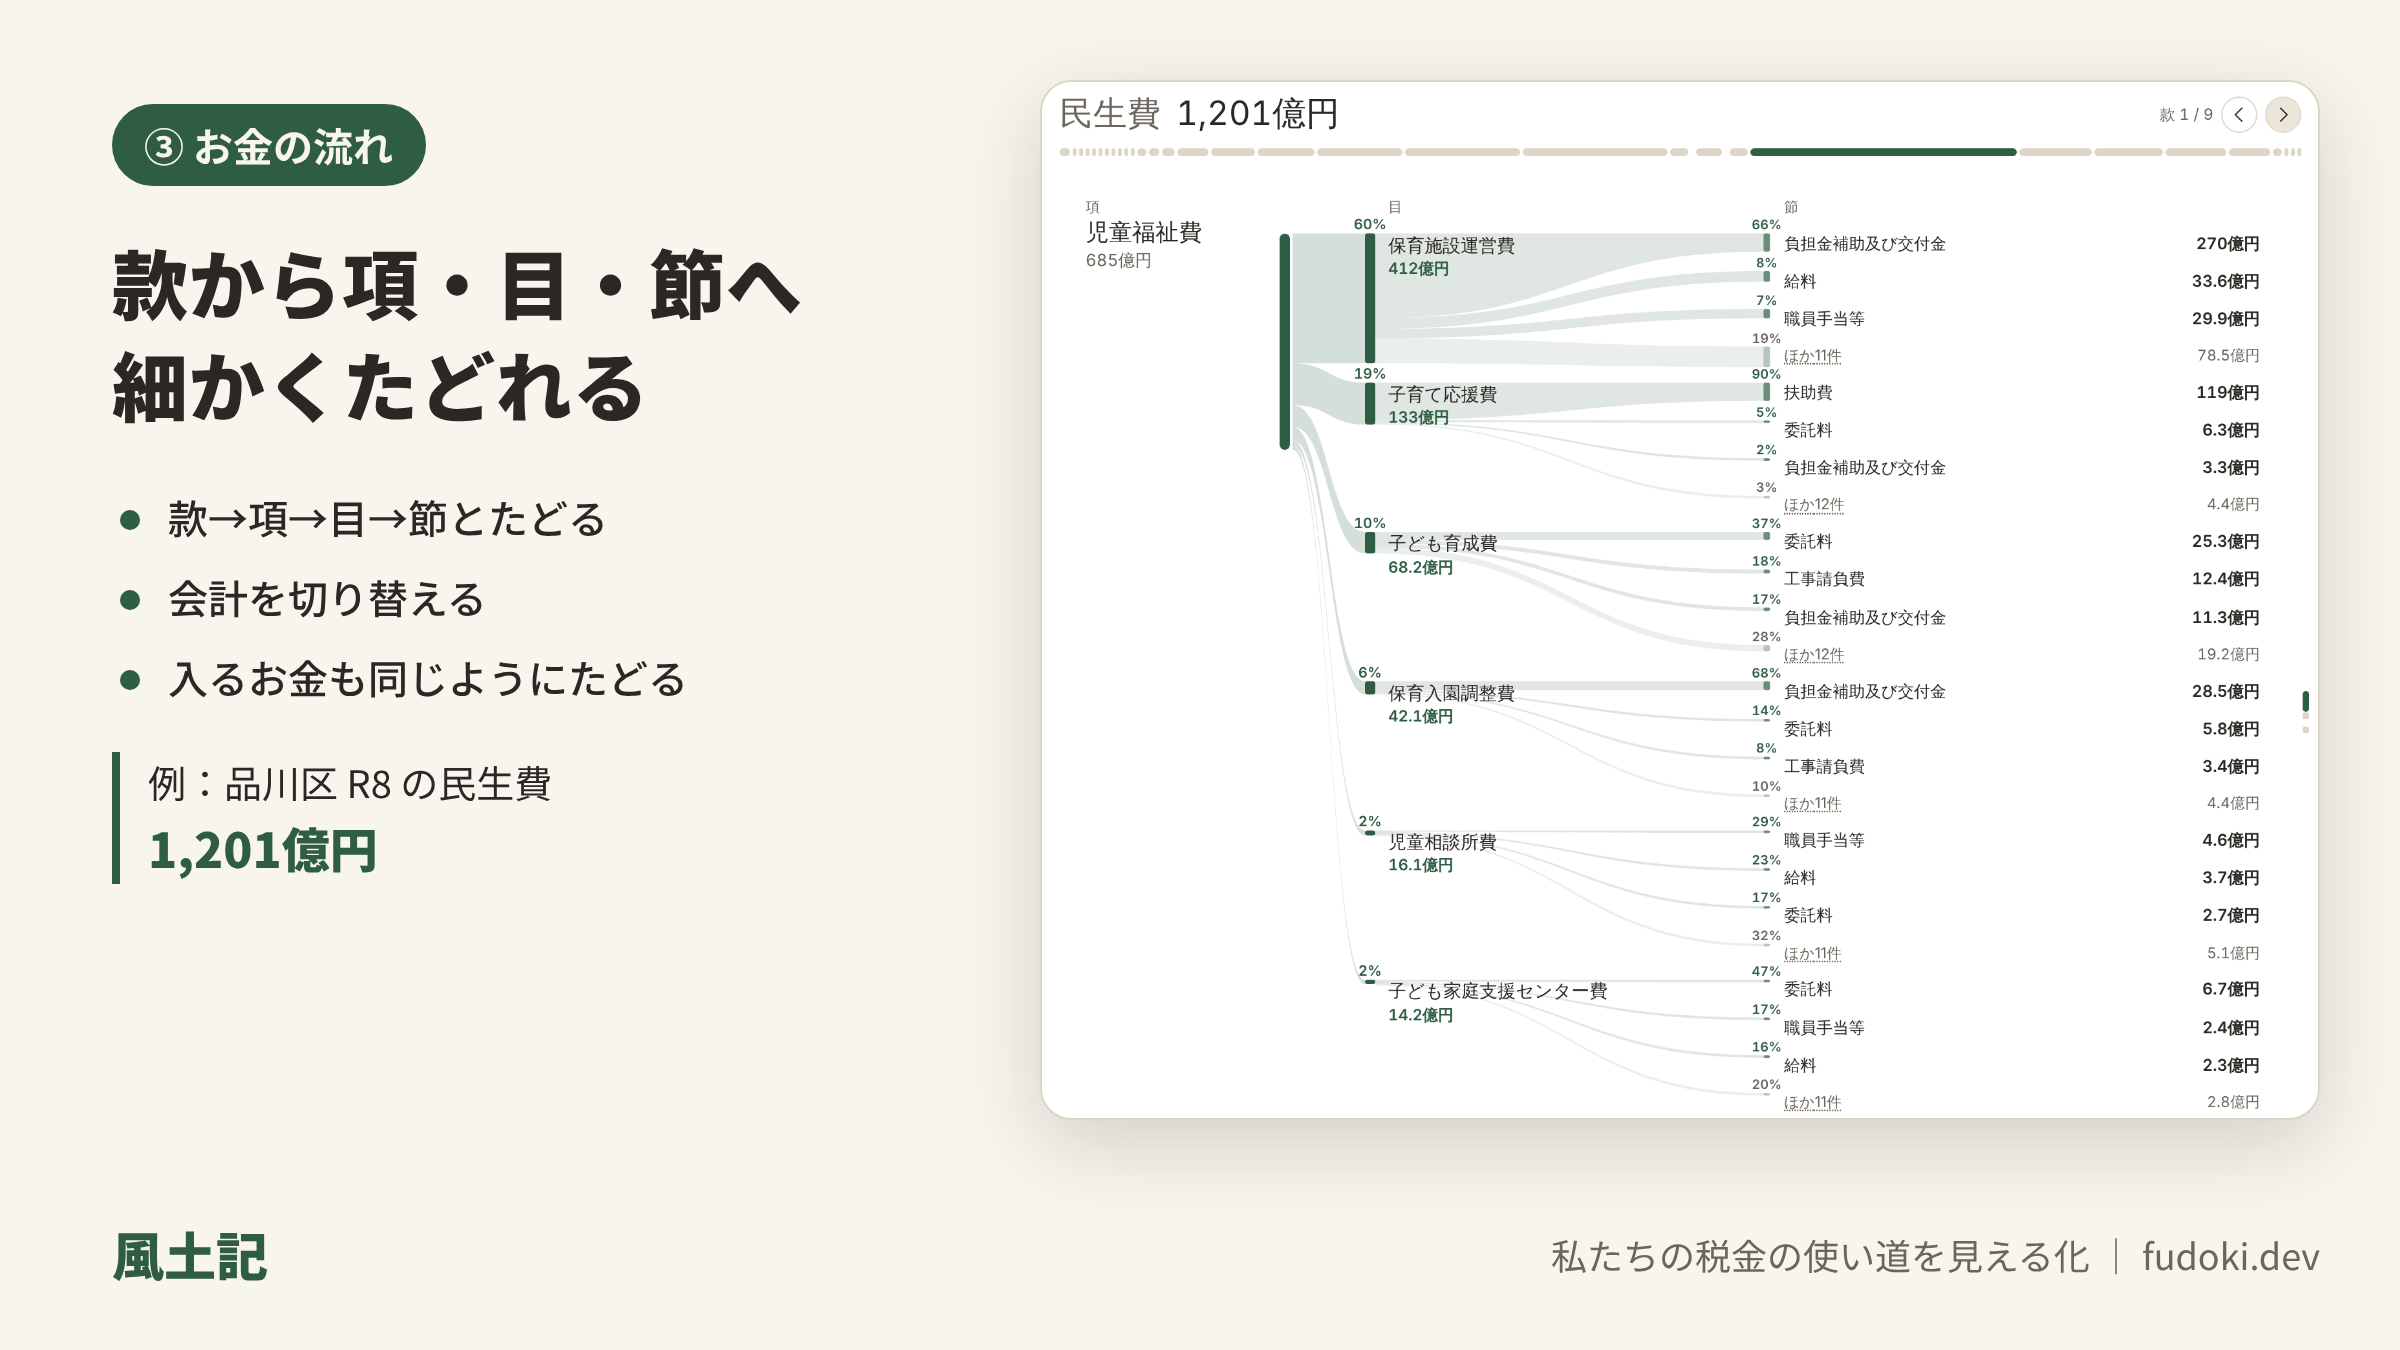 ③ お金の流れ
款から項・目・節へ
細かくたどれる
款→項→目→節とたどる
会計を切り替える
入るお金も同じようにたどる
例：品川区 R8 の民生費
1,201億円
民生費 1,201億円
款 1 / 9
項
児童福祉費
685億円
目
節
60%
保育施設運営費
412億円
66%
負担金補助及び交付金 270億円
8%
給料 33.6億円
7%
職員手当等 29.9億円
19%
ほか11件 78.5億円
19%
子育て応援費
133億円
90%
扶助費 119億円
5%
委託料 6.3億円
2%
負担金補助及び交付金 3.3億円
3%
ほか12件 4.4億円
10%
子ども育成費
68.2億円
37%
委託料 25.3億円
18%
工事請負費 12.4億円
17%
負担金補助及び交付金 11.3億円
28%
ほか12件 19.2億円
6%
保育入園調整費
42.1億円
68%
負担金補助及び交付金 28.5億円
14%
委託料 5.8億円
8%
工事請負費 3.4億円
10%
ほか11件 4.4億円
2%
児童相談所費
16.1億円
29%
職員手当等 4.6億円
23%
給料 3.7億円
17%
委託料 2.7億円
32%
ほか11件 5.1億円
2%
子ども家庭支援センター費
14.2億円
47%
委託料 6.7億円
17%
職員手当等 2.4億円
16%
給料 2.3億円
20%
ほか11件 2.8億円
風土記
私たちの税金の使い道を見える化｜fudoki.dev